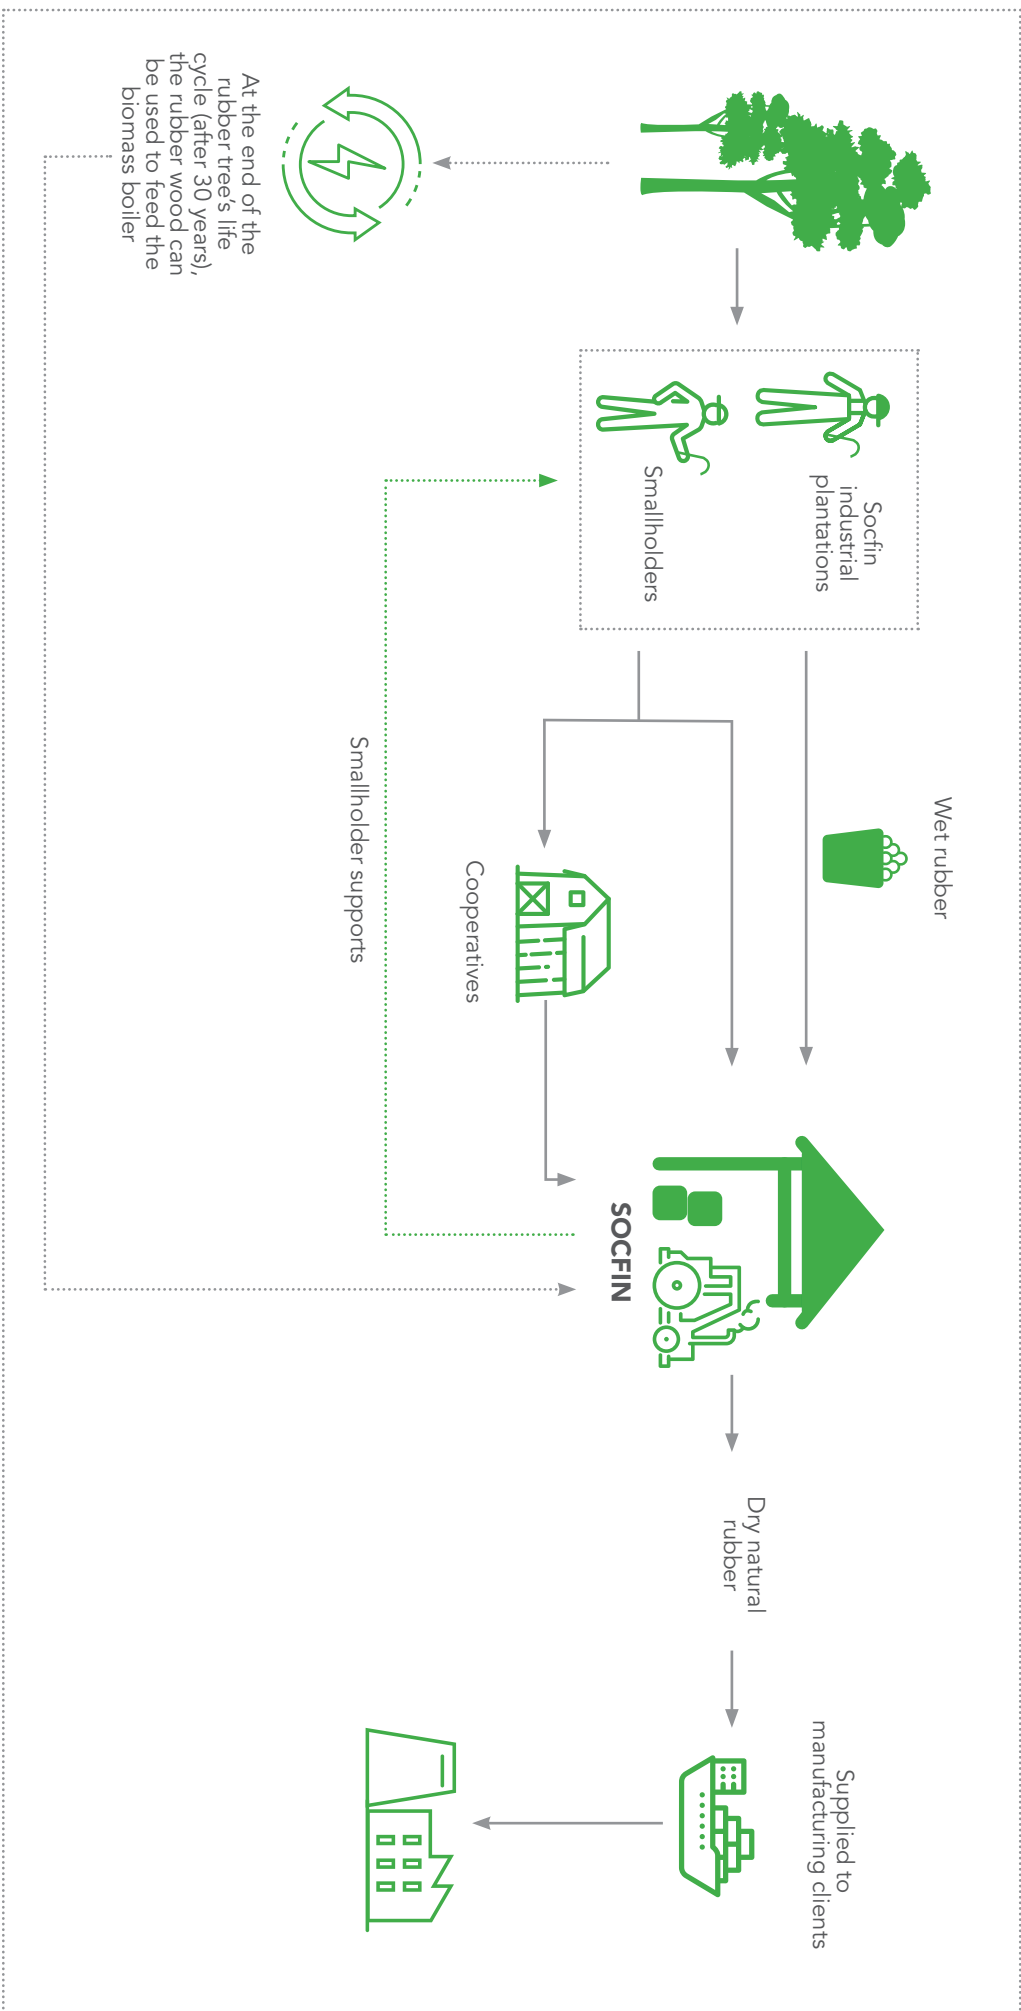 Wet rubber
Supplied to
manufacturing clients
Socfin
industrial
plantations
Dry natural
rubber
Smallholders
SOCFIN
Cooperatives
Smallholder supports
At the end of the
rubber tree's life
cycle (after 30 years),
the rubber wood can
be used to feed the
biomass boiler